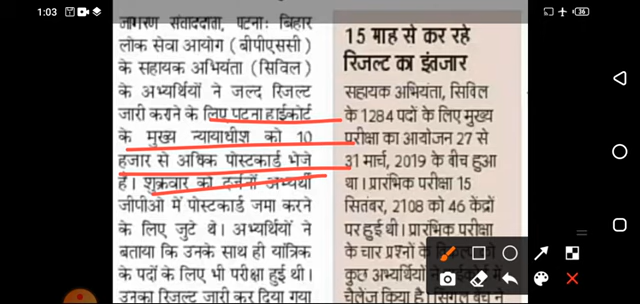 1:03
36
जागरण संवाददाता, पटना: बिहार
लोक सेवा आयोग (बीपीएससी)
के सहायक अभियंता (सिविल)
के अभ्यर्थियों ने जल्द रिजल्ट
जारी कराने के लिए पटना हाईकोर्ट
के मुख्य न्यायाधीश को 10
हजार से अधिक पोस्टकार्ड भेजे
हैं। शुक्रवार को दर्जनों अभ्यर्थी
जीपीओ में पोस्टकार्ड जमा करने
के लिए जुटे थे। अभ्यर्थियों ने
बताया कि उनके साथ ही यांत्रिक
के पदों के लिए भी परीक्षा हुई थी।
उनका रिजल्ट जारी कर दिया गया
15 माह से कर रहे
रिजल्ट का इंतजार
सहायक अभियंता, सिविल
के 1284 पदों के लिए मुख्य
परीक्षा का आयोजन 27 से
31 मार्च, 2019 के बीच हुआ
था। प्रारंभिक परीक्षा 15
सितंबर, 2108 को 46 केंद्रों
पर हुई थी। प्रारंभिक परीक्षा
के चार प्रश्नों के
कुछ अभ्यर्थियों
चैलेंज किया है।